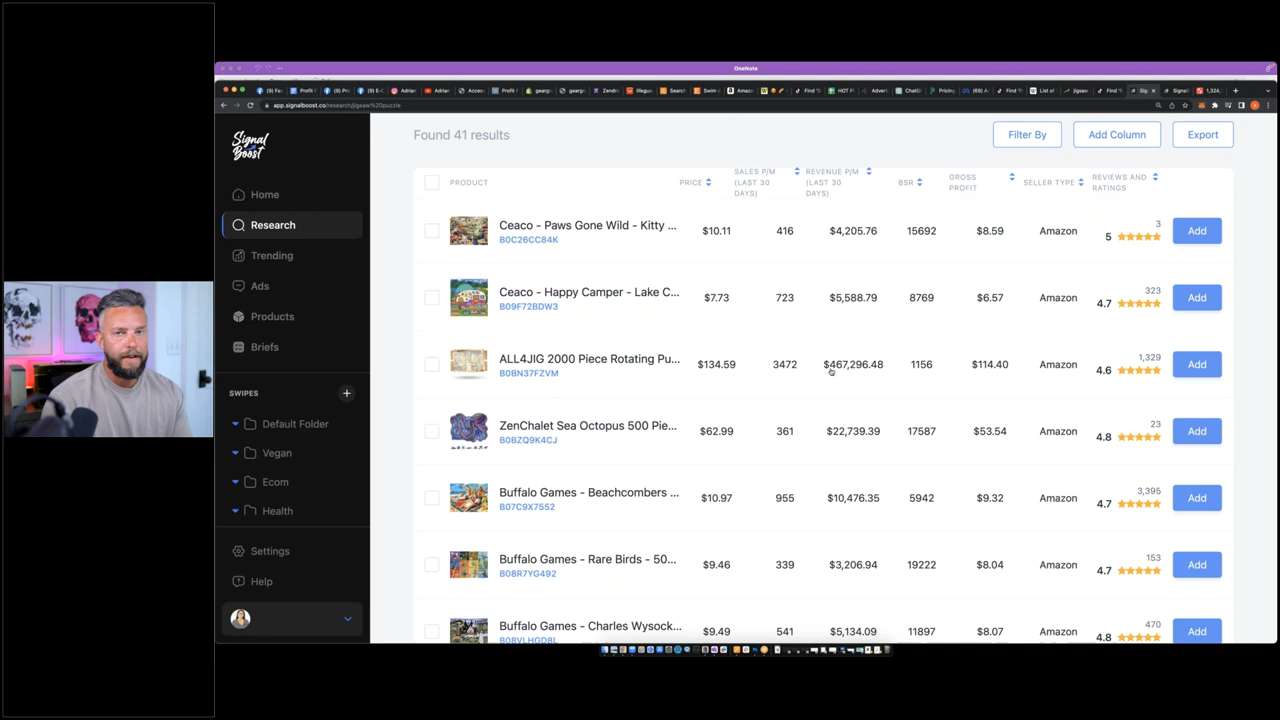 OneNote
app.signalboost.co/research/jigsaw%20puzzle
Signal
Boost
Home
Research
Trending
Ads
Products
Briefs
SWIPES
Default Folder
Vegan
Ecom
Health
Settings
Help
Found 41 results
Filter By
Add Column
Export
PRODUCT
PRICE
SALES P/M
(LAST 30
DAYS)
REVENUE P/M
(LAST 30
DAYS)
BSR
GROSS
PROFIT
SELLER TYPE
REVIEWS AND
RATINGS
Ceaco - Paws Gone Wild - Kitty ...
B0C26CC84K
$10.11
416
$4,205.76
15692
$8.59
Amazon
3
5
Add
Ceaco - Happy Camper - Lake C...
B09F72BDW3
$7.73
723
$5,588.79
8769
$6.57
Amazon
323
4.7
Add
ALL4JIG 2000 Piece Rotating Pu...
B0BN37FZVM
$134.59
3472
$467,296.48
1156
$114.40
Amazon
1,329
4.6
Add
ZenChalet Sea Octopus 500 Pie...
B0BZQ9K4CJ
$62.99
361
$22,739.39
17587
$53.54
Amazon
23
4.8
Add
Buffalo Games - Beachcombers ...
B07C9X7552
$10.97
955
$10,476.35
5942
$9.32
Amazon
3,395
4.7
Add
Buffalo Games - Rare Birds - 50...
B08R7YG492
$9.46
339
$3,206.94
19222
$8.04
Amazon
153
4.7
Add
Buffalo Games - Charles Wysock...
B08VLHGD8L
$9.49
541
$5,134.09
11897
$8.07
Amazon
470
4.8
Add